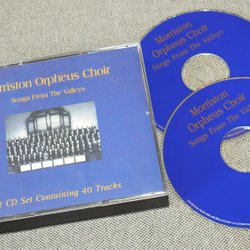 Morriston Orpheus Choir
Songs From The Valleys
2 CD Set Containing 40 Tracks
Morriston
Orpheus Choir
Songs From The Valleys
Morriston
Orpheus Choir
Songs From The Valleys